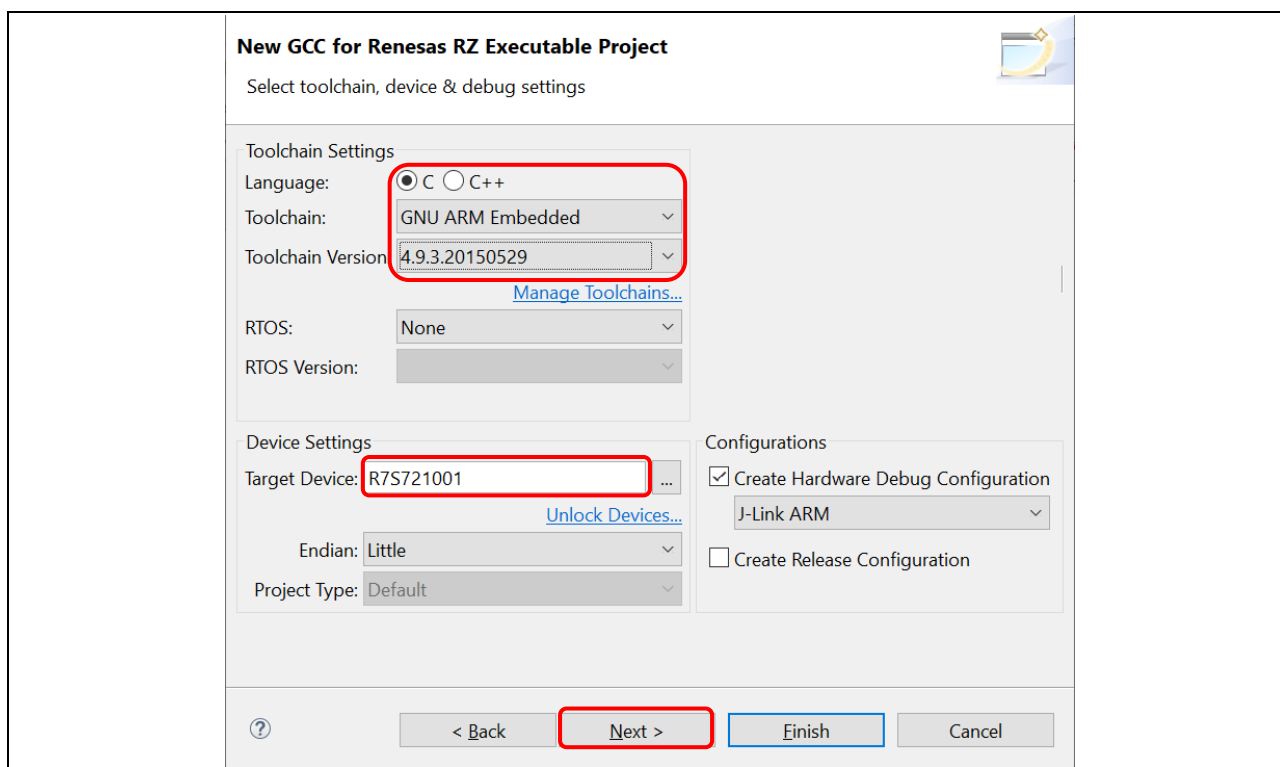 New GCC for Renesas RZ Executable Project
Select toolchain, device & debug settings
Toolchain Settings
Language: C C++
Toolchain: GNU ARM Embedded
Toolchain Version 4.9.3.20150529
Manage Toolchains...
RTOS: None
RTOS Version:
Device Settings
Target Device: R7S721001 ...
Unlock Devices...
Endian: Little
Project Type: Default
Configurations
Create Hardware Debug Configuration
J-Link ARM
Create Release Configuration
? < Back Next > Finish Cancel